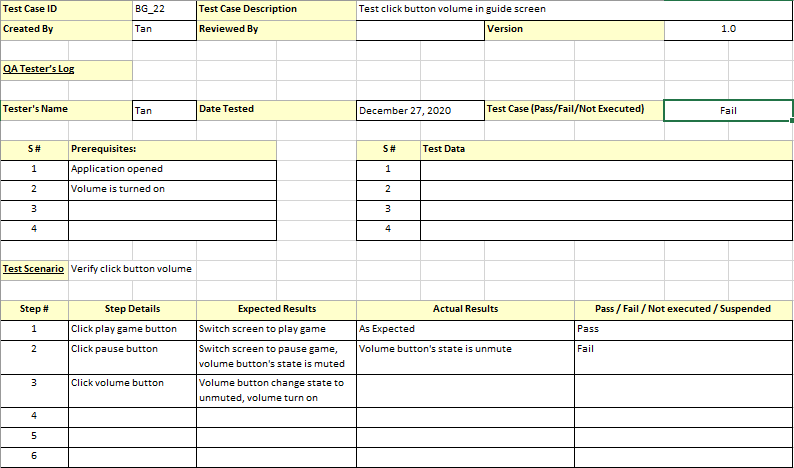 Test Case ID BG_22 Test Case Description Test click button volume in guide screen
Created By Tan Reviewed By Version 1.0
QA Tester's Log
Tester's Name Tan Date Tested December 27, 2020 Test Case (Pass/Fail/Not Executed) Fail
S # Prerequisites: S # Test Data
1 Application opened 1
2 Volume is turned on 2
3 3
4 4
Test Scenario Verify click button volume
Step # Step Details Expected Results Actual Results Pass / Fail / Not executed / Suspended
1 Click play game button Switch screen to play game As Expected Pass
2 Click pause button Switch screen to pause game, Volume button's state is unmute Fail
volume button's state is muted
3 Click volume button Volume button change state to
unmuted, volume turn on
4
5
6